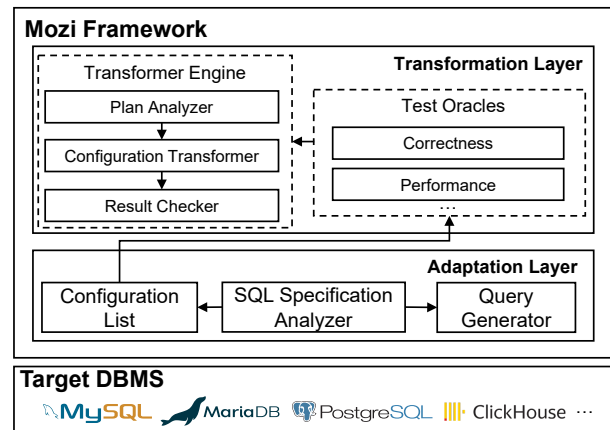 Mozi Framework
Transformation Layer
Transformer Engine
Plan Analyzer
Configuration Transformer
Result Checker
Test Oracles
Correctness
Performance
...
Adaptation Layer
Configuration
List
SQL Specification
Analyzer
Query
Generator
Target DBMS
MySQL MariaDB PostgreSQL ClickHouse ...